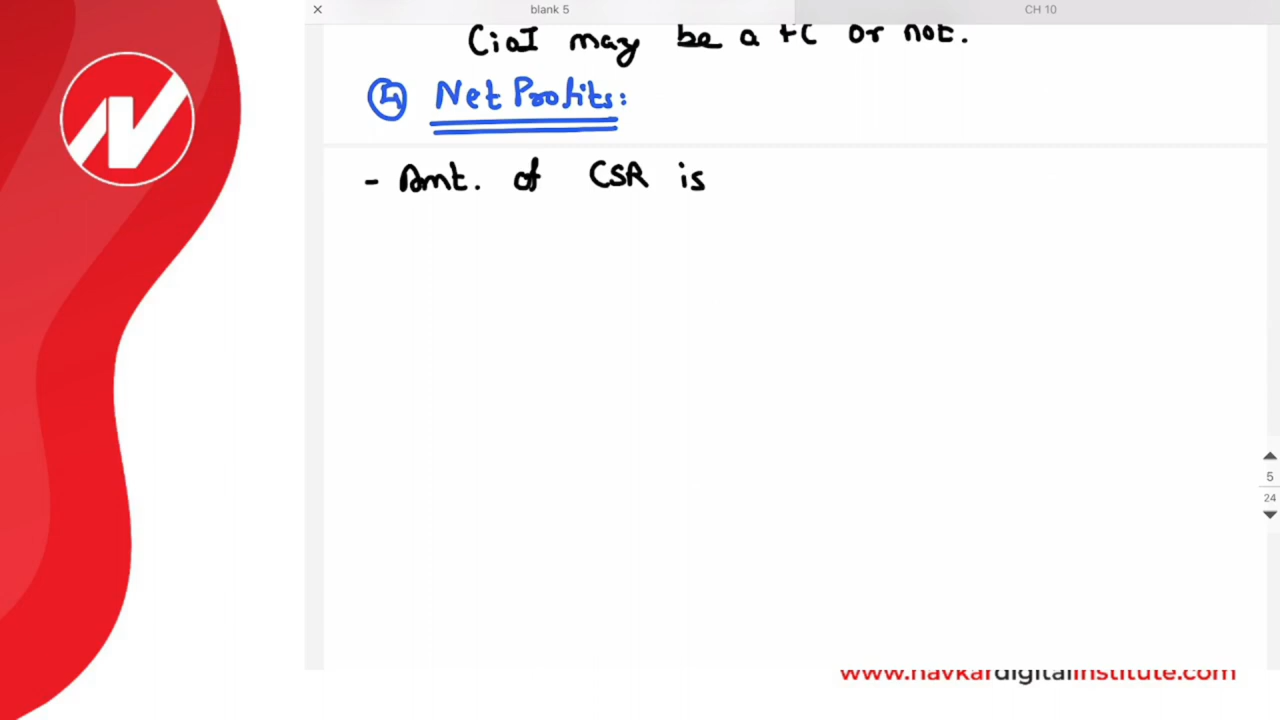 blank 5
CH 10
CioI may be a FC or not.
4 Net Profits:
- Amt. of CSR is
5
24
www.navkardigitalinstitute.com